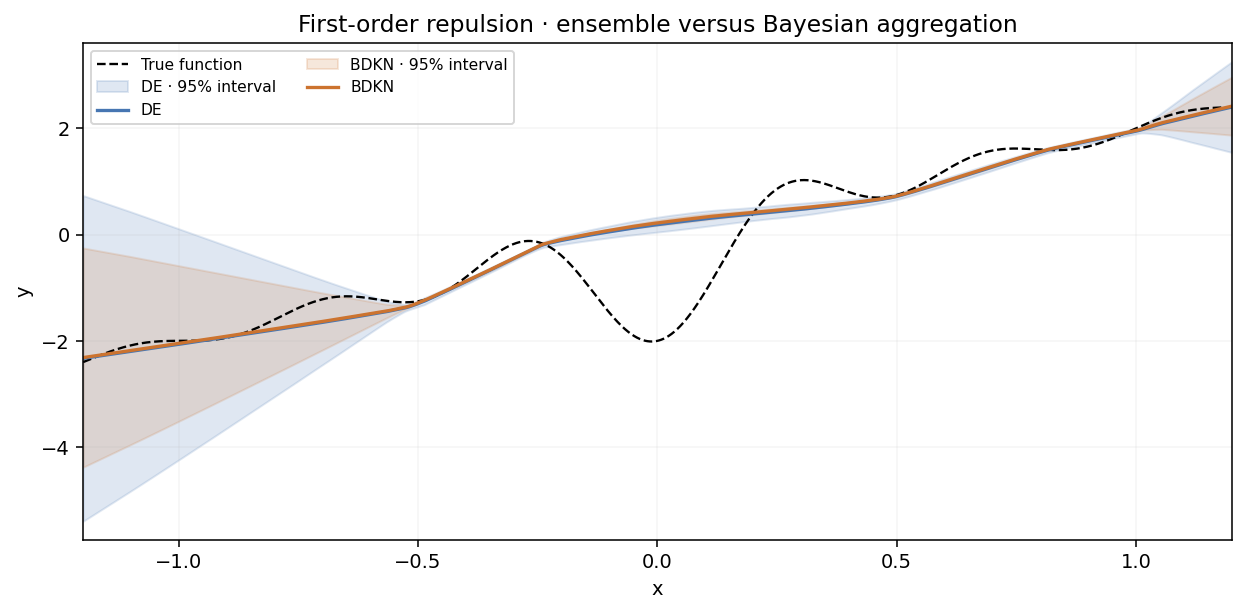 First-order repulsion · ensemble versus Bayesian aggregation
True function
DE · 95% interval
DE
BDKN · 95% interval
BDKN
y
2
0
−2
−4
−1.0
−0.5
0.0
0.5
1.0
x